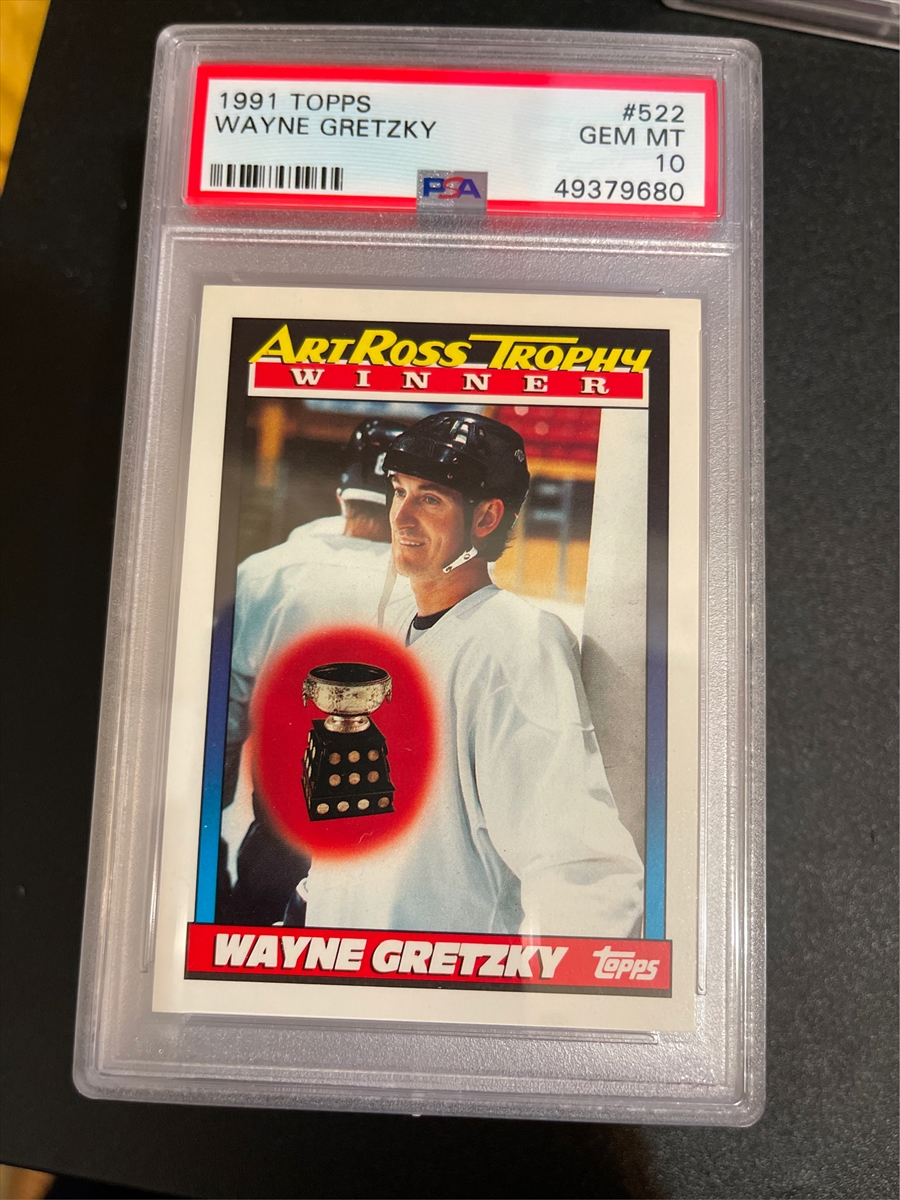 1991 TOPPS
#522
WAYNE GRETZKY
GEM MT
10
PSA
49379680
ARTROSS TROPHY
WINNER
WAYNE GRETZKY
topps